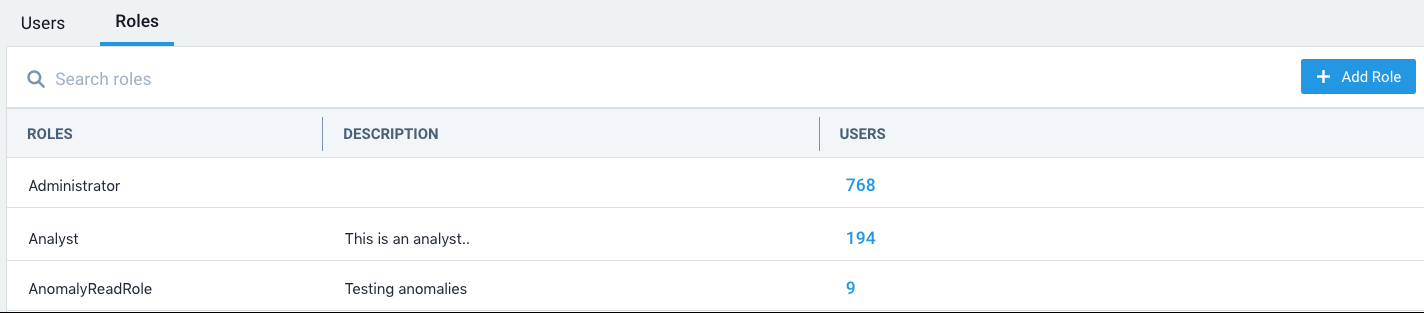 Users Roles
Search roles
+ Add Role
ROLES DESCRIPTION USERS
Administrator 768
Analyst This is an analyst.. 194
AnomalyReadRole Testing anomalies 9